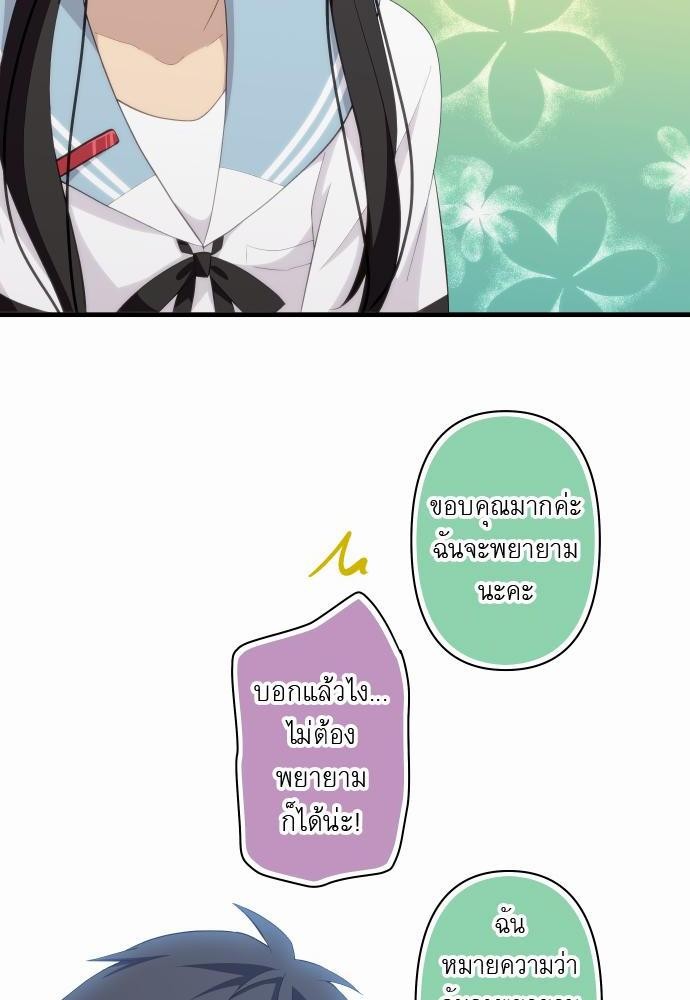 ขอบคุณมากค่ะ
ฉันจะพยายาม
นะคะ
บอกแล้วไง...
ไม่ต้อง
พยายาม
ก็ได้น่ะ!
ฉัน
หมายความว่า